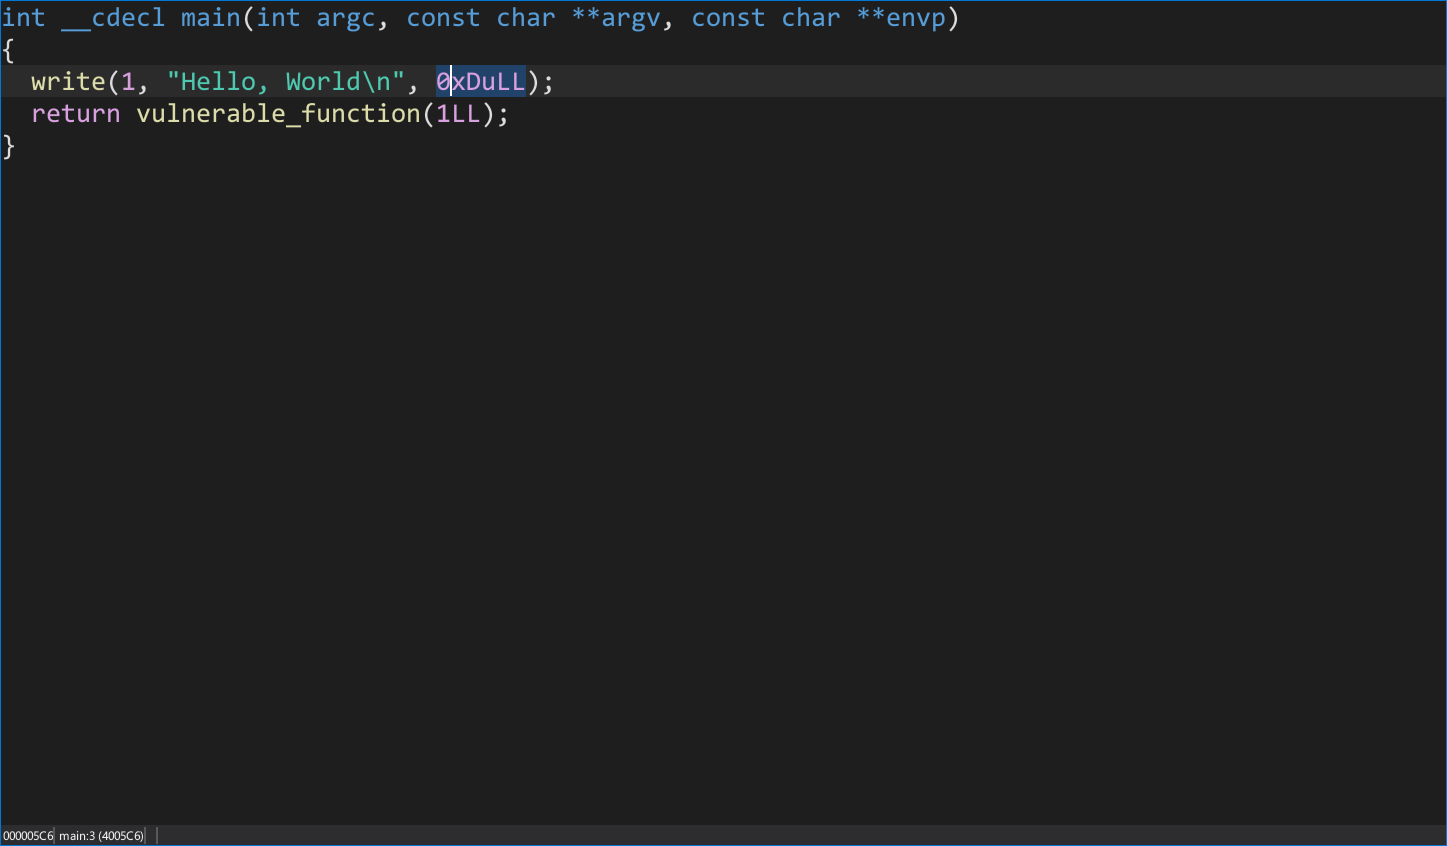 int __cdecl main(int argc, const char **argv, const char **envp)
{
  write(1, "Hello, World\n", 0xDuLL);
  return vulnerable_function(1LL);
}
000005C6 main:3 (4005C6)